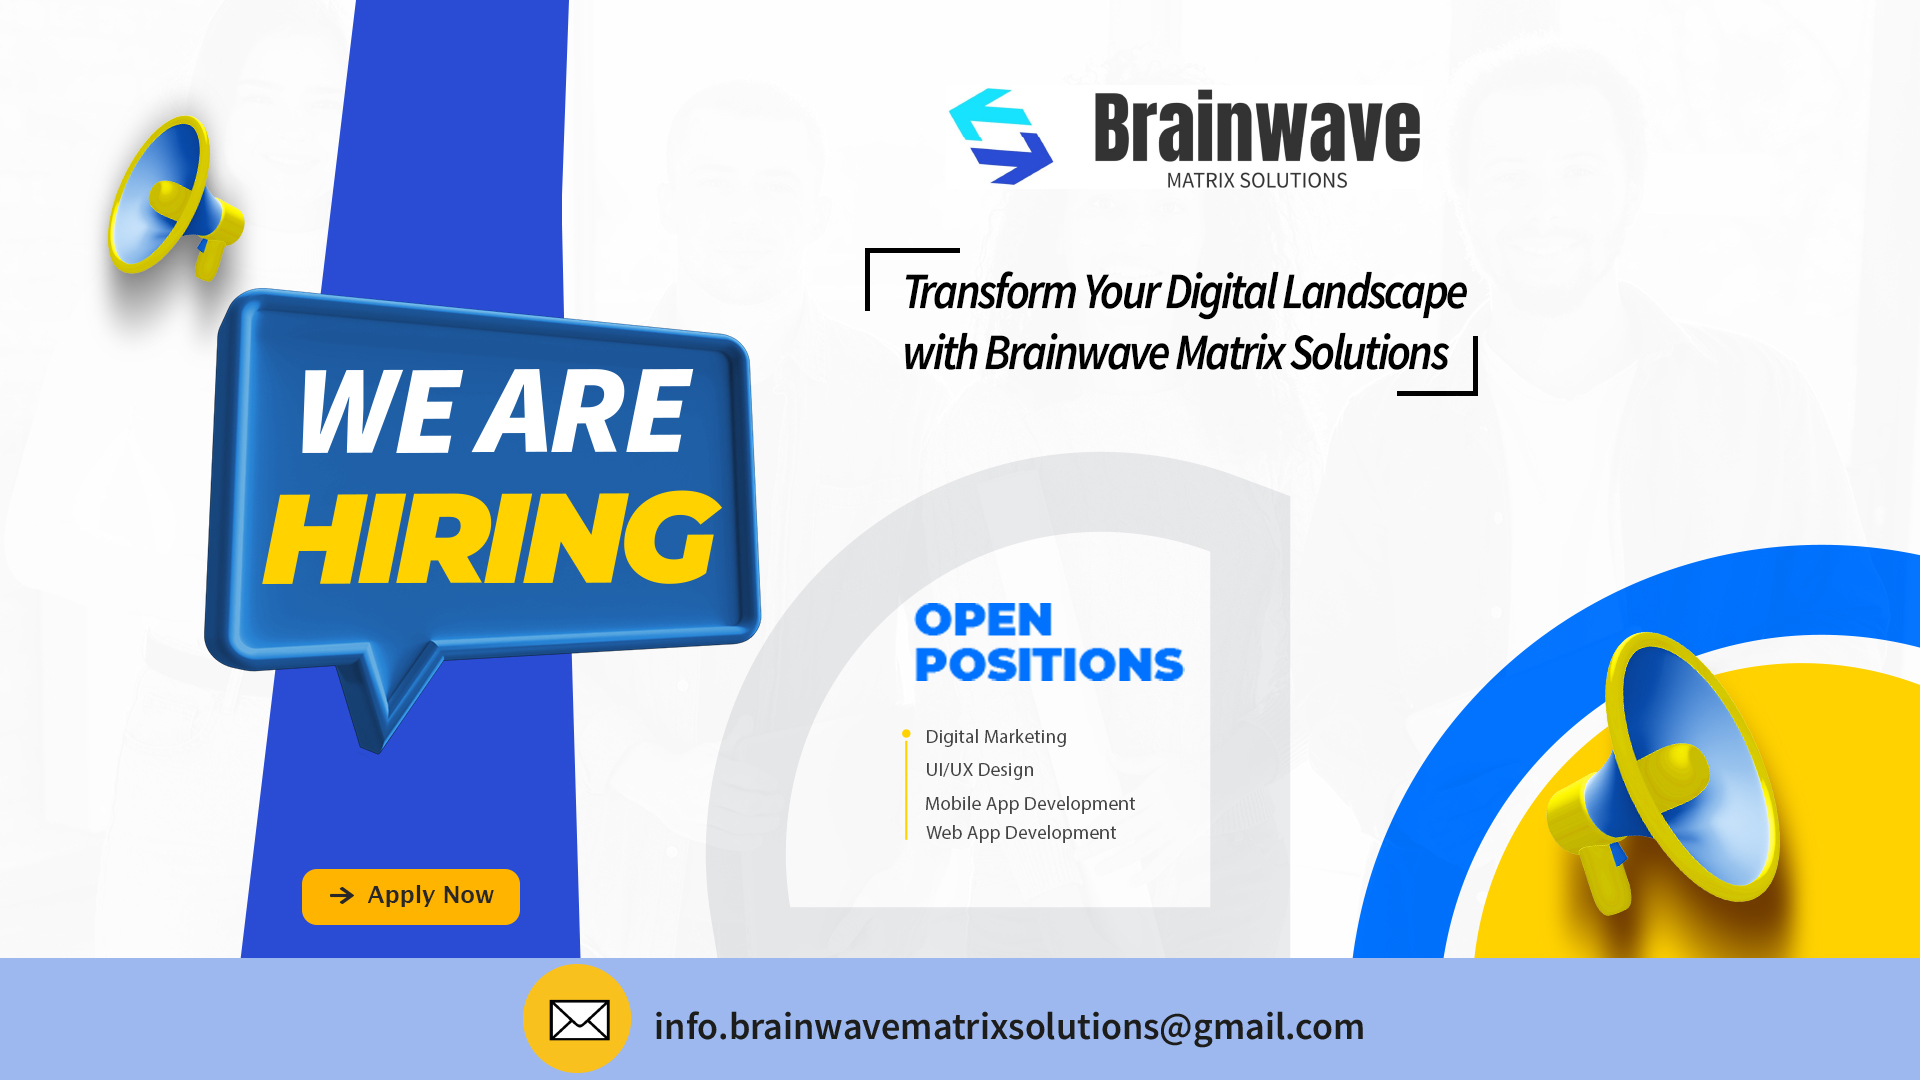 Brainwave
MATRIX SOLUTIONS
Transform Your Digital Landscape
with Brainwave Matrix Solutions
WE ARE
HIRING
OPEN
POSITIONS
Digital Marketing
UI/UX Design
Mobile App Development
Web App Development
Apply Now
info.brainwavematrixsolutions@gmail.com